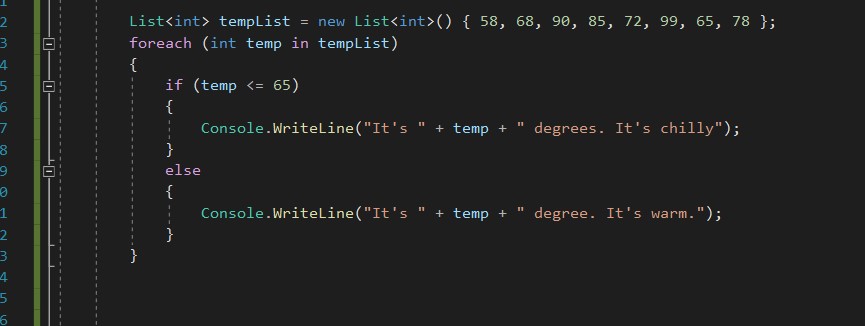 2 List<int> tempList = new List<int>() { 58, 68, 90, 85, 72, 99, 65, 78 };
3 foreach (int temp in tempList)
4 {
5 if (temp <= 65)
6 {
7 Console.WriteLine("It's " + temp + " degrees. It's chilly");
8 }
9 else
0 {
1 Console.WriteLine("It's " + temp + " degree. It's warm.");
2 }
3 }
4
5
6